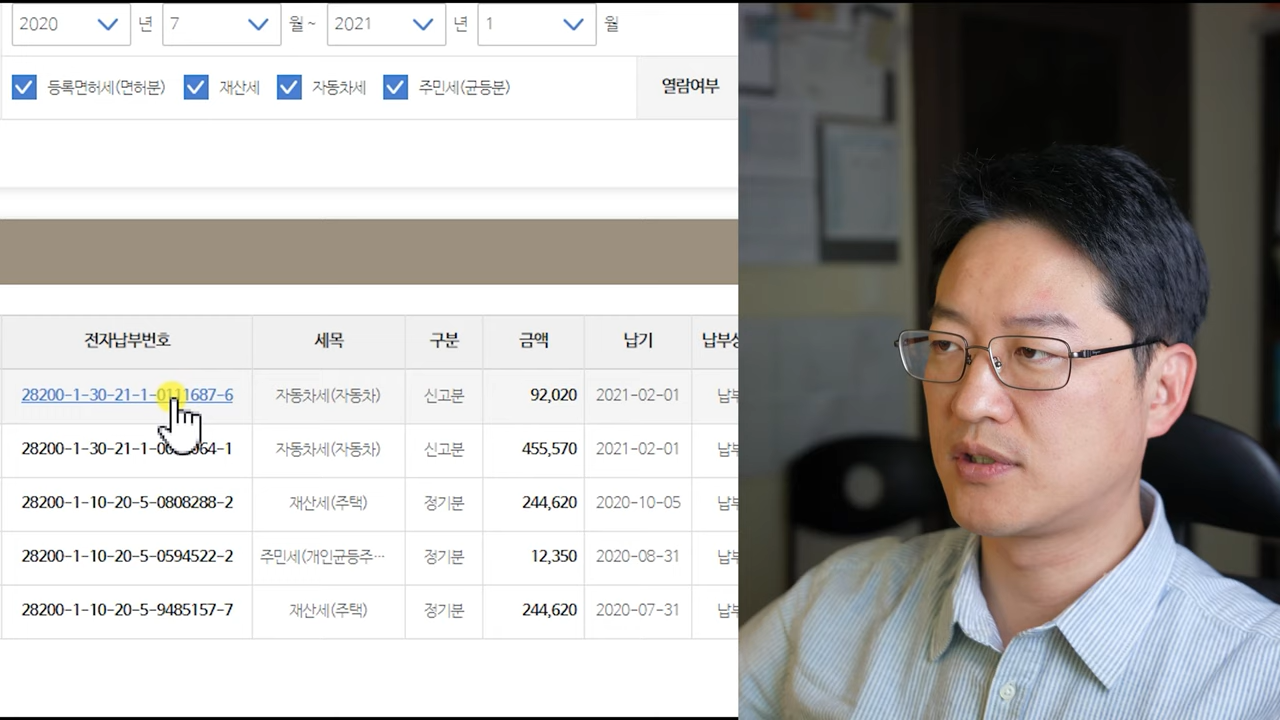 2020 년 7 월~ 2021 년 1 월
등록면허세(면허분) 재산세 자동차세 주민세(균등분) 열람여부
전자납부번호 세목 구분 금액 납기
28200-1-30-21-1-0111687-6 자동차세(자동차) 신고분 92,020 2021-02-01
자동차세(자동차) 신고분 455,570 2021-02-01
28200-1-10-20-5-0808288-2 재산세(주택) 정기분 244,620 2020-10-05
28200-1-10-20-5-0594522-2 주민세(개인균등주… 정기분 12,350 2020-08-31
28200-1-10-20-5-9485157-7 재산세(주택) 정기분 244,620 2020-07-31